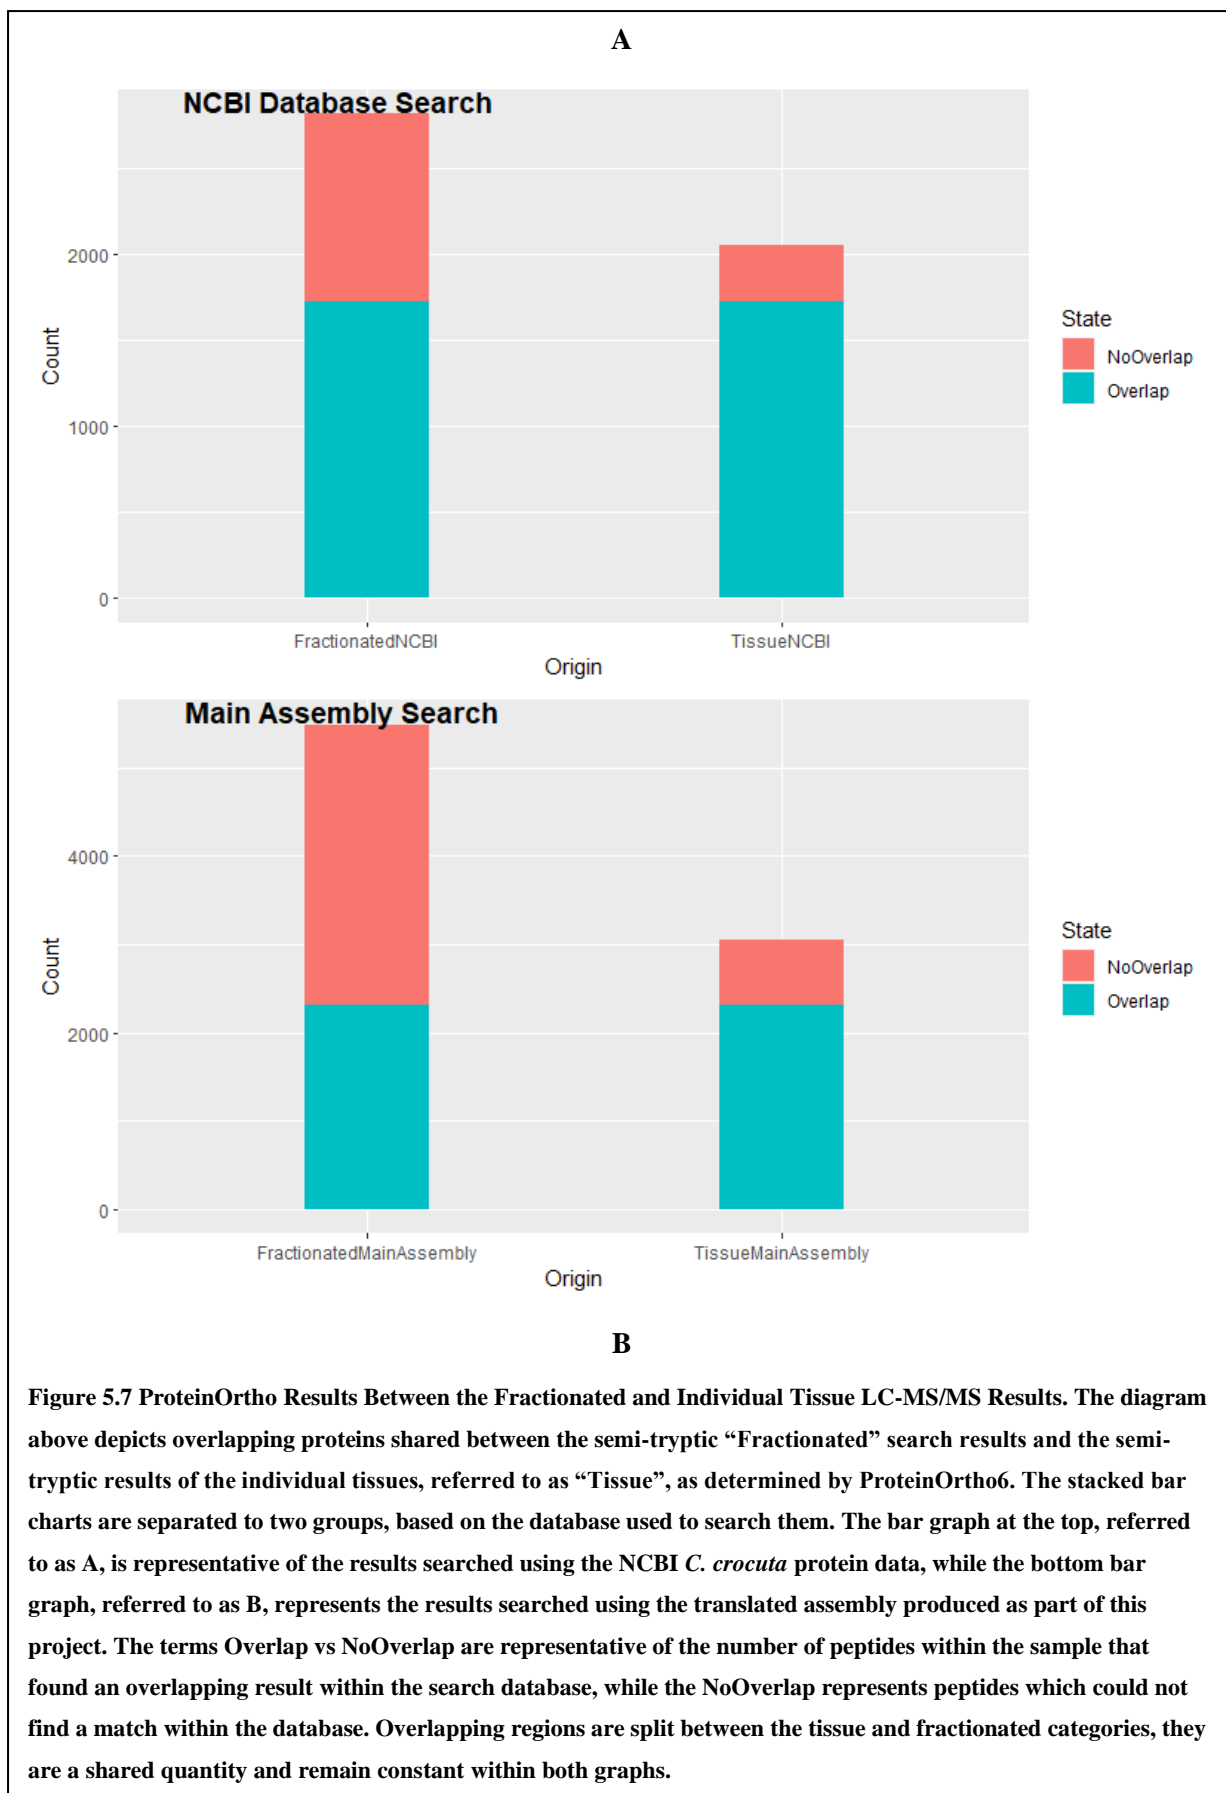 A
NCBI Database Search
2000
1000
0
Count
FractionatedNCBI
TissueNCBI
Origin
State
NoOverlap
Overlap
Main Assembly Search
4000
2000
0
Count
FractionatedMainAssembly
TissueMainAssembly
Origin
State
NoOverlap
Overlap
B
Figure 5.7 ProteinOrtho Results Between the Fractionated and Individual Tissue LC-MS/MS Results. The diagram
above depicts overlapping proteins shared between the semi-tryptic “Fractionated” search results and the semi-
tryptic results of the individual tissues, referred to as “Tissue”, as determined by ProteinOrtho6. The stacked bar
charts are separated to two groups, based on the database used to search them. The bar graph at the top, referred
to as A, is representative of the results searched using the NCBI C. crocuta protein data, while the bottom bar
graph, referred to as B, represents the results searched using the translated assembly produced as part of this
project. The terms Overlap vs NoOverlap are representative of the number of peptides within the sample that
found an overlapping result within the search database, while the NoOverlap represents peptides which could not
find a match within the database. Overlapping regions are split between the tissue and fractionated categories, they
are a shared quantity and remain constant within both graphs.